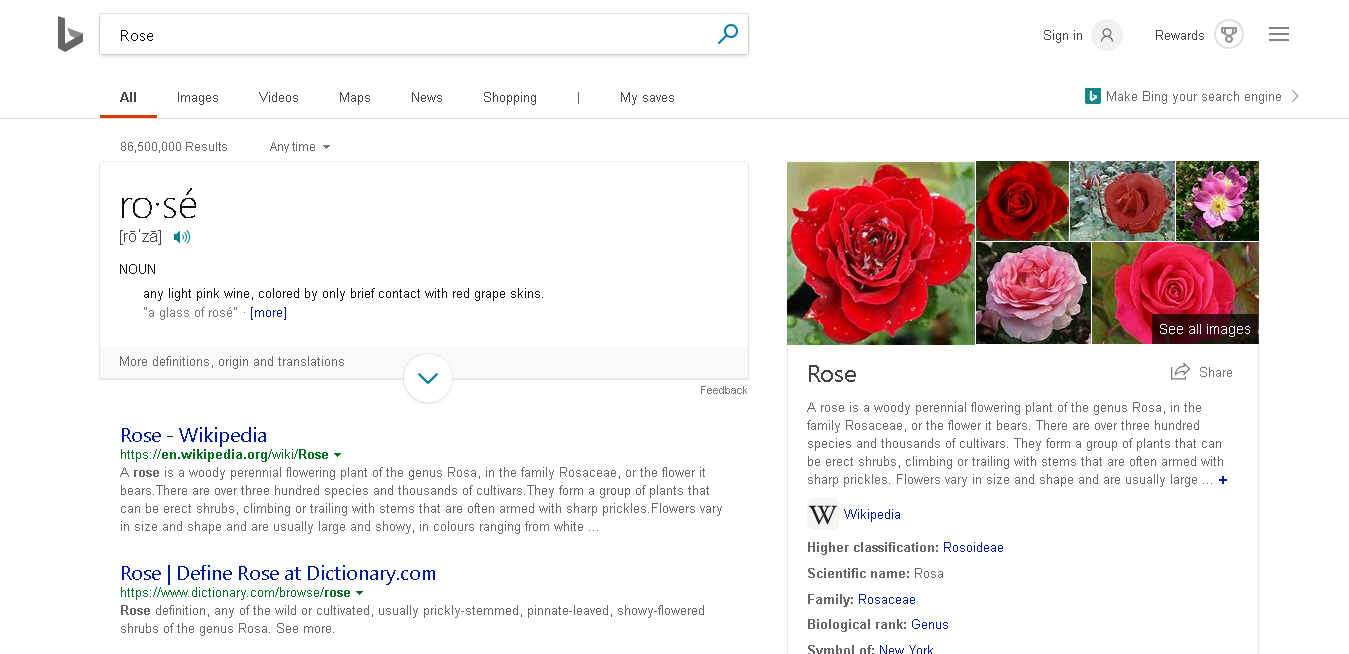 Rose
Sign in
Rewards
All
Images
Videos
Maps
News
Shopping
|
My saves
Make Bing your search engine
86,500,000 Results
Any time
ro·sé
[rōˈzā]
NOUN
any light pink wine, colored by only brief contact with red grape skins.
"a glass of rosé" · [more]
More definitions, origin and translations
Feedback
Rose - Wikipedia
https://en.wikipedia.org/wiki/Rose
A rose is a woody perennial flowering plant of the genus Rosa, in the family Rosaceae, or the flower it
bears.There are over three hundred species and thousands of cultivars.They form a group of plants that
can be erect shrubs, climbing or trailing with stems that are often armed with sharp prickles.Flowers vary
in size and shape and are usually large and showy, in colours ranging from white ...
Rose | Define Rose at Dictionary.com
https://www.dictionary.com/browse/rose
Rose definition, any of the wild or cultivated, usually prickly-stemmed, pinnate-leaved, showy-flowered
shrubs of the genus Rosa. See more.
See all images
Rose
Share
A rose is a woody perennial flowering plant of the genus Rosa, in the
family Rosaceae, or the flower it bears. There are over three hundred
species and thousands of cultivars. They form a group of plants that can
be erect shrubs, climbing or trailing with stems that are often armed with
sharp prickles. Flowers vary in size and shape and are usually large ... +
W Wikipedia
Higher classification: Rosoideae
Scientific name: Rosa
Family: Rosaceae
Biological rank: Genus
Symbol of: New York